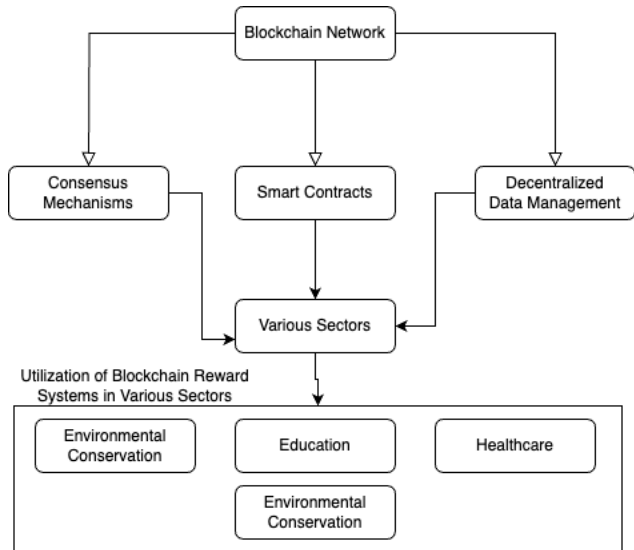 Blockchain Network
Consensus
Mechanisms
Smart Contracts
Decentralized
Data Management
Various Sectors
Utilization of Blockchain Reward
Systems in Various Sectors
Environmental
Conservation
Education
Healthcare
Environmental
Conservation